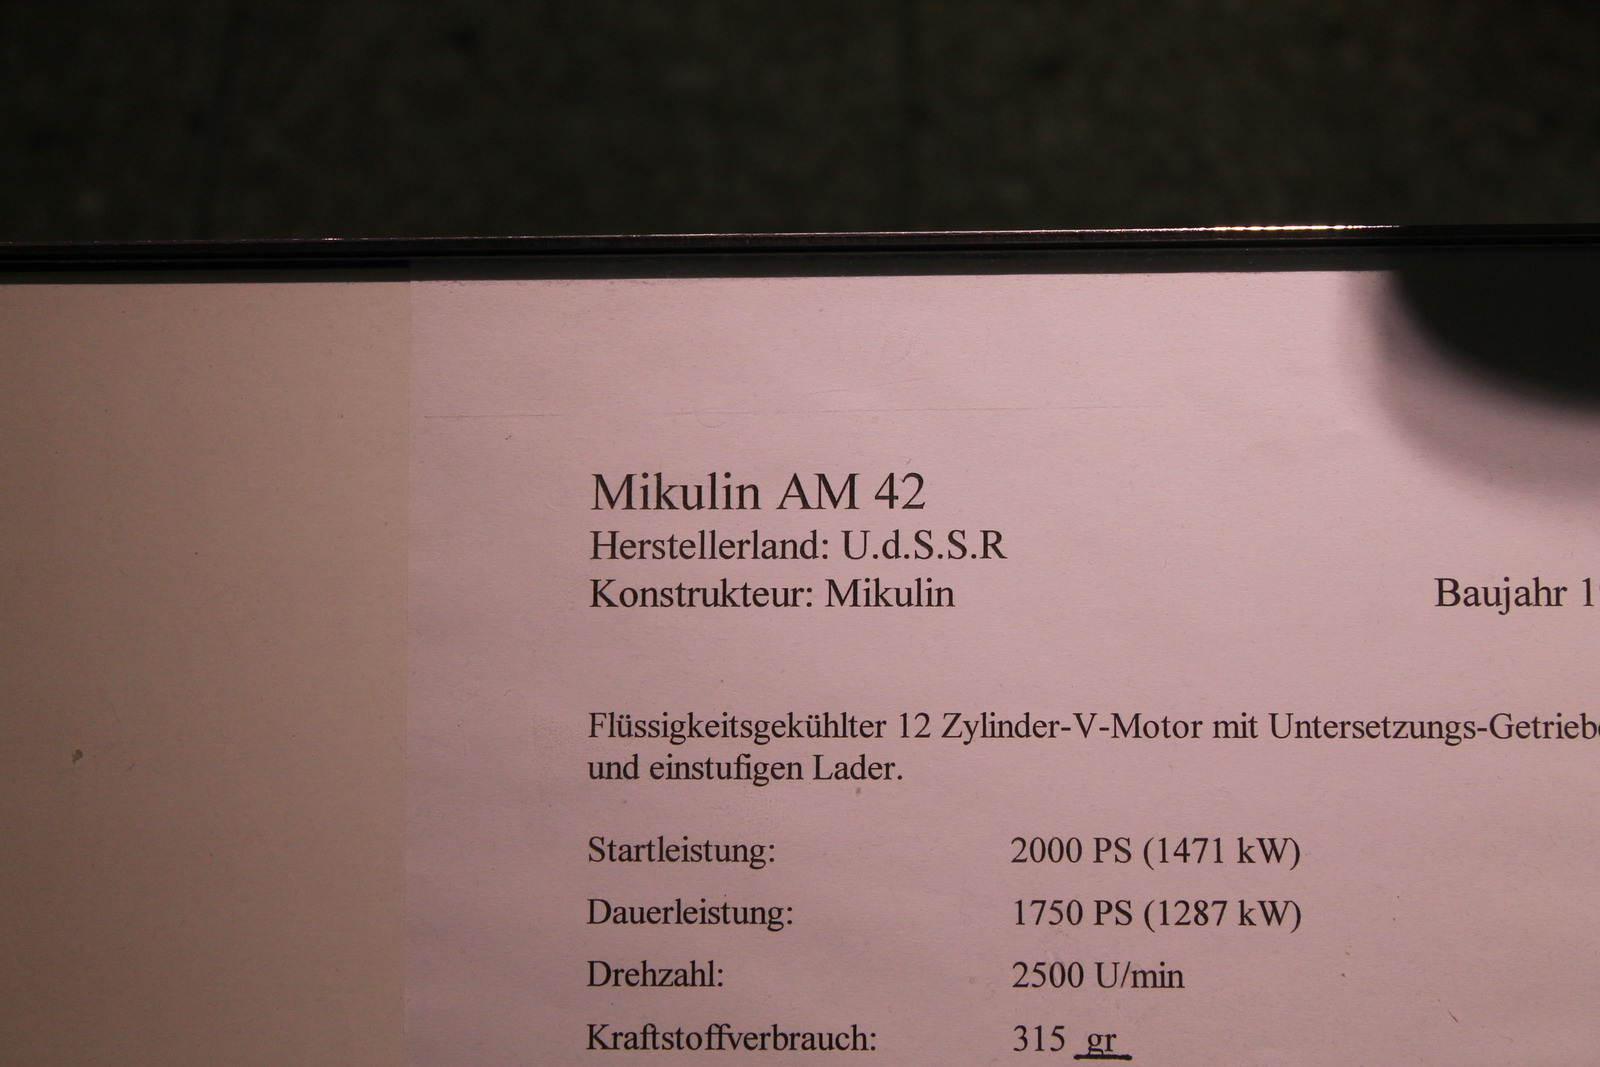 Mikulin AM 42
Herstellerland: U.d.S.S.R
Konstrukteur: Mikulin Baujahr
Flüssigkeitsgekühlter 12 Zylinder-V-Motor mit Untersetzungs-Getriebe
und einstufigen Lader.
Startleistung: 2000 PS (1471 kW)
Dauerleistung: 1750 PS (1287 kW)
Drehzahl: 2500 U/min
Kraftstoffverbrauch: 315 gr